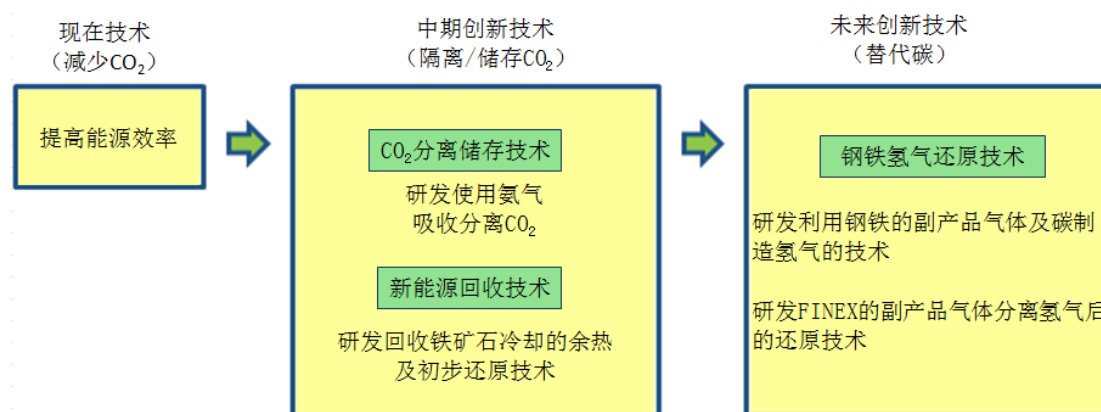 现在技术
（减少CO₂）
提高能源效率
中期创新技术
（隔离/储存CO₂）
CO₂分离储存技术
研发使用氨气
吸收分离CO₂
新能源回收技术
研发回收铁矿石冷却的余热
及初步还原技术
未来创新技术
（替代碳）
钢铁氢气还原技术
研发利用钢铁的副产品气体及碳制
造氢气的技术
研发FINEX的副产品气体分离氢气后
的还原技术